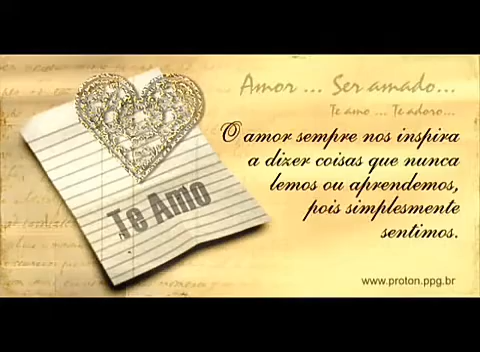 Amor ... Ser amado...
Te amo ... Te adoro...
O amor sempre nos inspira
a dizer coisas que nunca
lemos ou aprendemos,
pois simplesmente
sentimos.
Te Amo
www.proton.ppg.br